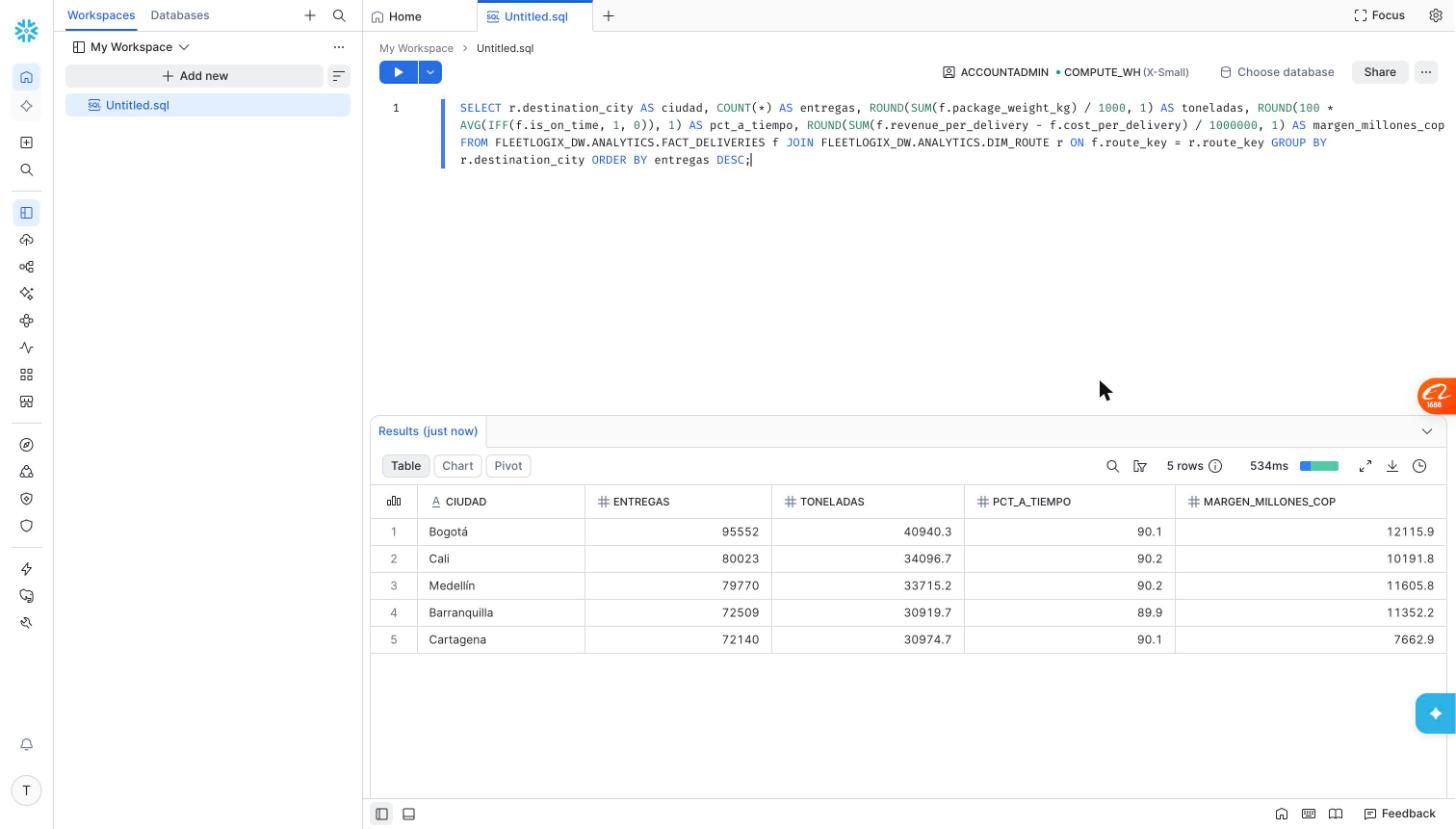 Workspaces Databases
My Workspace
Add new
Untitled.sql
T
Home
Untitled.sql
Focus
My Workspace > Untitled.sql
ACCOUNTADMIN • COMPUTE_WH (X-Small)
Choose database
Share
1
SELECT r.destination_city AS ciudad, COUNT(*) AS entregas, ROUND(SUM(f.package_weight_kg) / 1000, 1) AS toneladas, ROUND(100 *
AVG(IFF(f.is_on_time, 1, 0)), 1) AS pct_a_tiempo, ROUND(SUM(f.revenue_per_delivery - f.cost_per_delivery) / 1000000, 1) AS margen_millones_cop
FROM FLEETLOGIX_DW.ANALYTICS.FACT_DELIVERIES f JOIN FLEETLOGIX_DW.ANALYTICS.DIM_ROUTE r ON f.route_key = r.route_key GROUP BY
r.destination_city ORDER BY entregas DESC;
1688
Results (just now)
Table Chart Pivot
5 rows 534ms
CIUDAD ENTREGAS TONELADAS PCT_A_TIEMPO MARGEN_MILLONES_COP
1 Bogotá 95552 40940.3 90.1 12115.9
2 Cali 80023 34096.7 90.2 10191.8
3 Medellín 79770 33715.2 90.2 11605.8
4 Barranquilla 72509 30919.7 89.9 11352.2
5 Cartagena 72140 30974.7 90.1 7662.9
Feedback